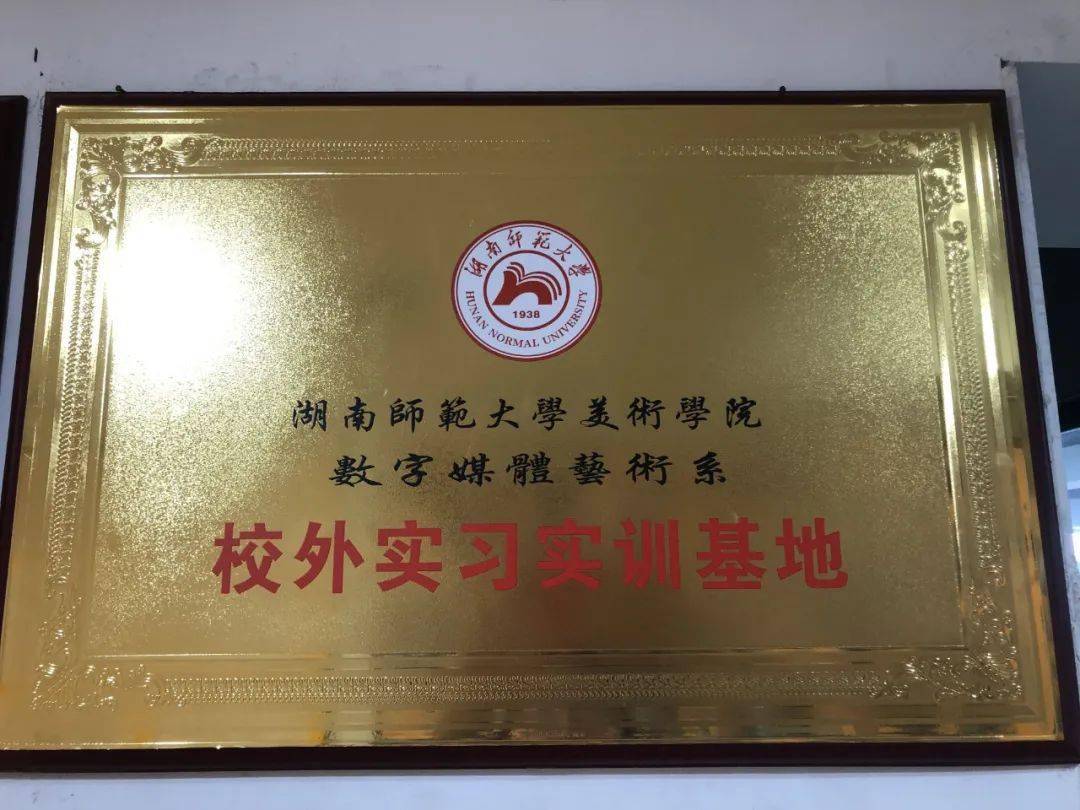 湖南師範大學
1938
HUNAN NORMAL UNIVERSITY
湖南師範大學美術學院
數字媒體藝術系
校外实习实训基地